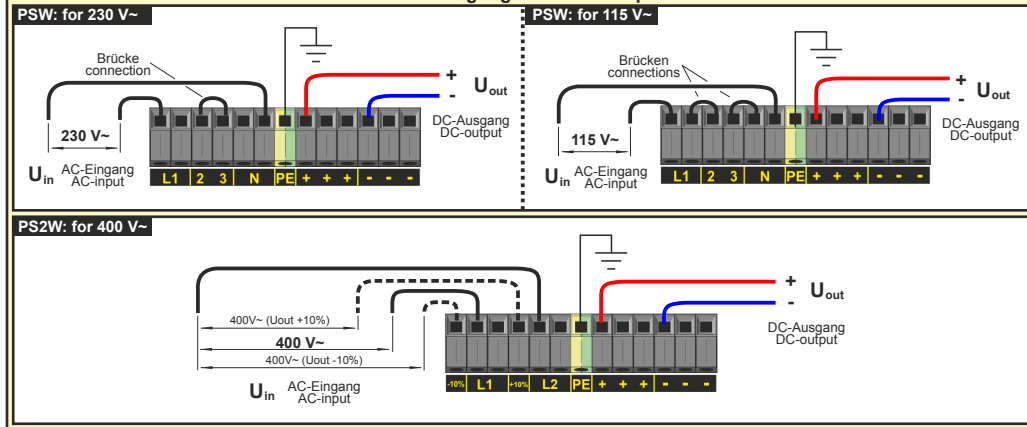 PSW: for 230 V~
Brücke
connection
+
-
Uout
230 V~
DC-Ausgang
DC-output
Uin
AC-Eingang
AC-input
L1 2 3 N PE + + + - - -
PSW: for 115 V~
Brücken
connections
+
-
Uout
115 V~
DC-Ausgang
DC-output
Uin
AC-Eingang
AC-input
L1 2 3 N PE + + + - - -
PS2W: for 400 V~
+
-
Uout
400V~ (Uout +10%)
400 V~
400V~ (Uout -10%)
DC-Ausgang
DC-output
Uin
AC-Eingang
AC-input
-10% L1 +10% L2 PE + + + - - -